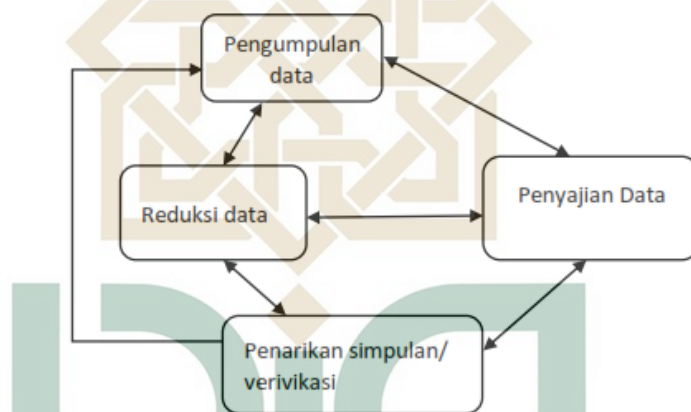 Pengumpulan
data
Reduksi data
Penyajian Data
Penarikan simpulan/
verivikasi